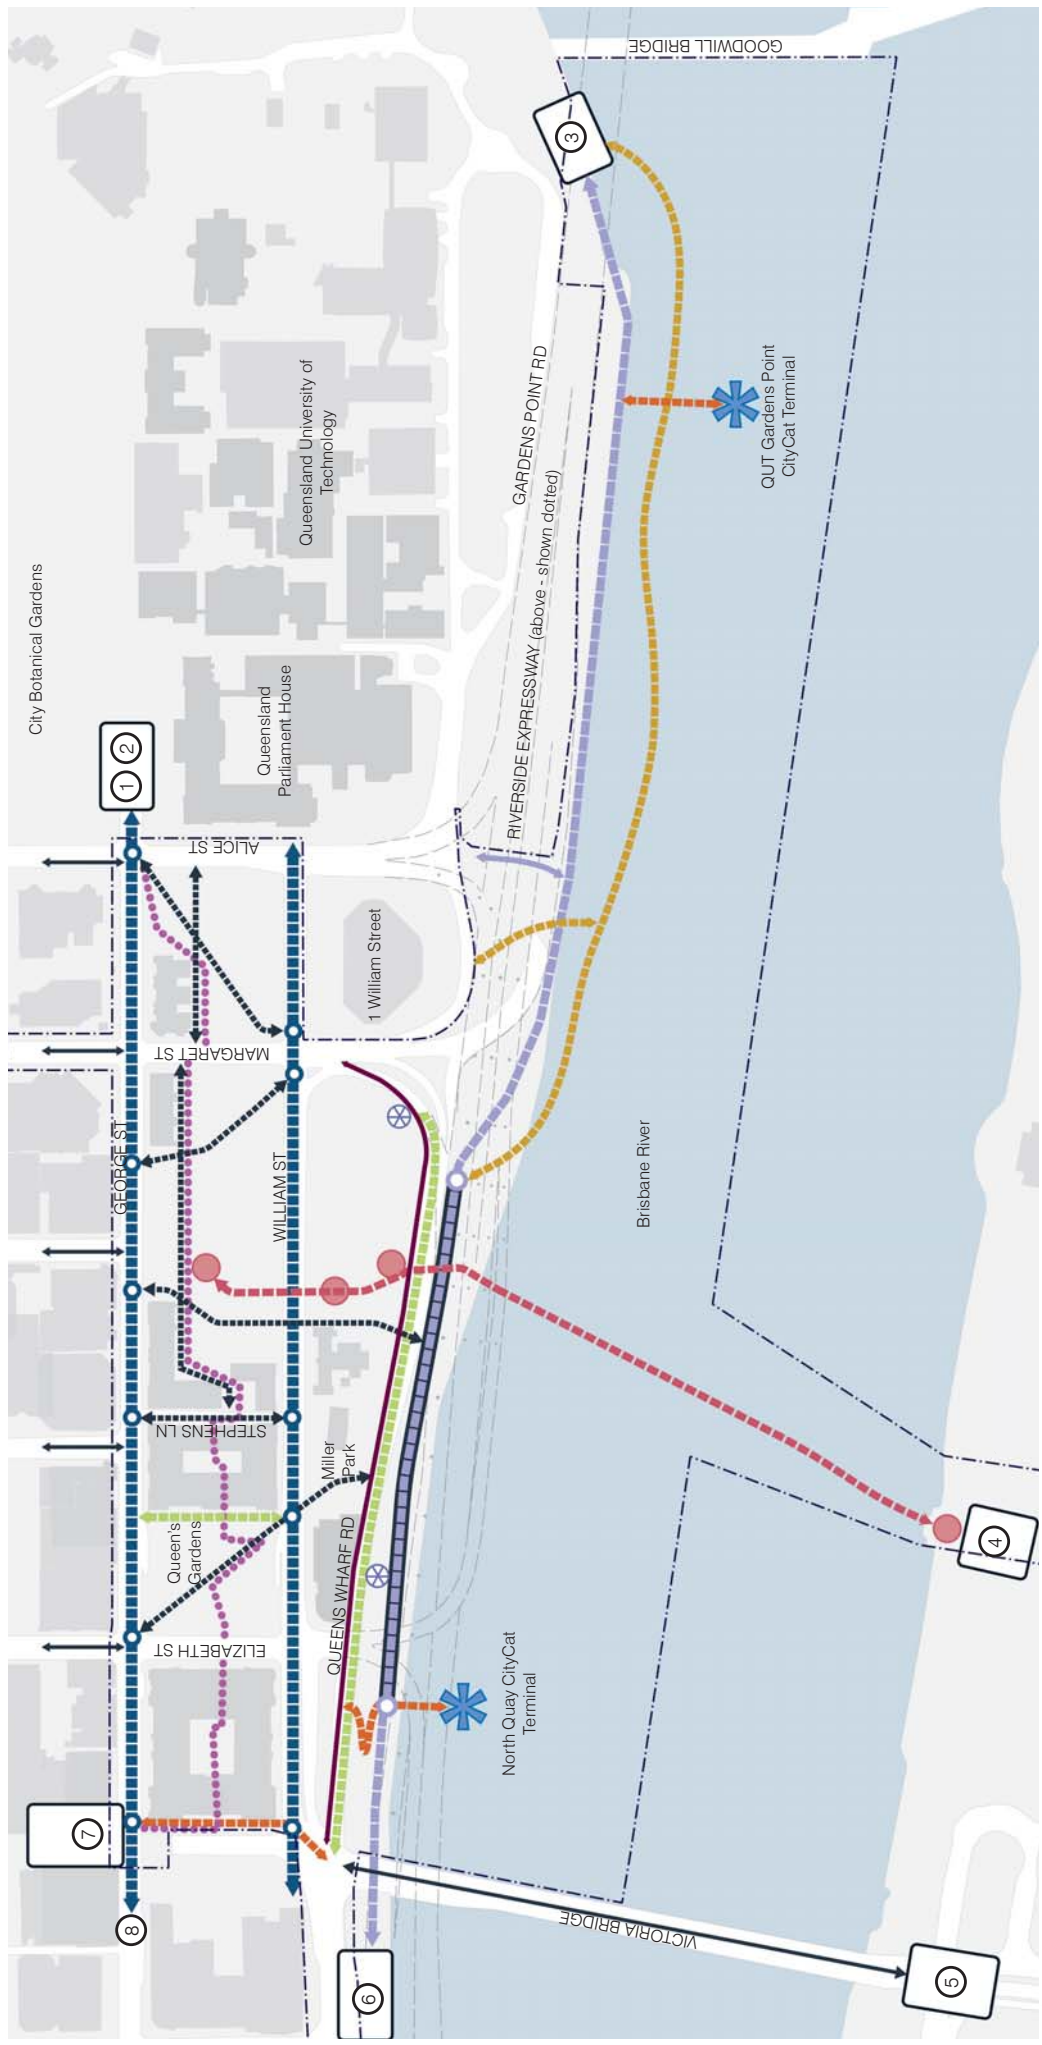 GOODWILL BRIDGE
3
GARDENS POINT RD
QUT Gardens Point
CityCat Terminal
Queensland University of
Technology
RIVERSIDE EXPRESSWAY (above - shown dotted)
City Botanical Gardens
Queensland
Parliament House
1 2
ALICE ST
1 William Street
MARGARET ST
GEORGE ST
WILLIAM ST
Brisbane River
STEPHENS LN
Miller
Park
Queen's
Gardens
QUEENS WHARF RD
ELIZABETH ST
North Quay CityCat
Terminal
4
7
8
VICTORIA BRIDGE
6
5